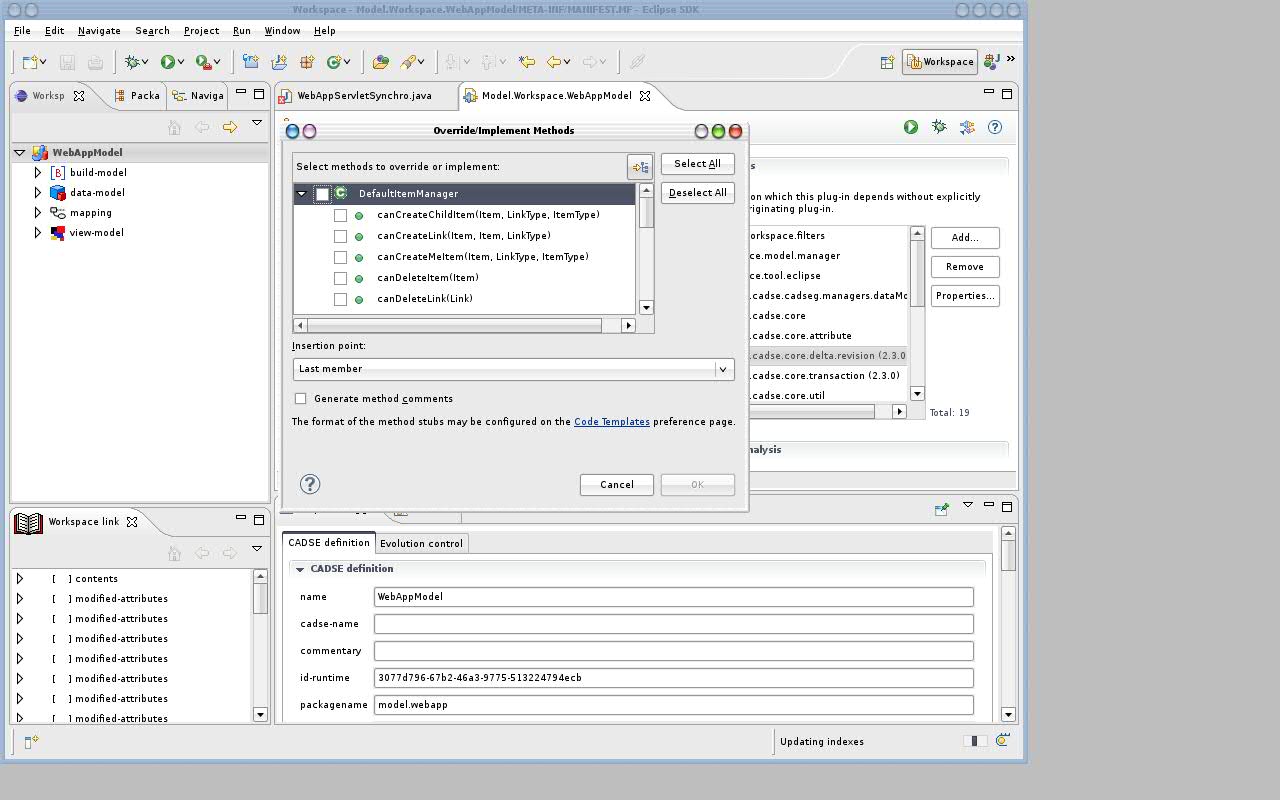 Workspace - Model.Workspace.WebAppModel/META-INF/MANIFEST.MF - Eclipse SDK
File Edit Navigate Search Project Run Window Help
Workspace »
Worksp Packa Naviga
WebAppServletSynchro.java Model.Workspace.WebAppModel
WebAppModel
build-model
data-model
mapping
view-model
Override/Implement Methods
Select methods to override or implement:
Select All
Deselect All
DefaultItemManager
canCreateChildItem(Item, LinkType, ItemType)
canCreateLink(Item, Item, LinkType)
canCreateMeItem(Item, LinkType, ItemType)
canDeleteItem(Item)
canDeleteLink(Link)
Insertion point:
Last member
Generate method comments
The format of the method stubs may be configured on the Code Templates preference page.
?
Cancel OK
s
on which this plug-in depends without explicitly
riginating plug-in.
orkspace.filters
ce.model.manager
ce.tool.eclipse
.cadse.cadseg.managers.dataMo
.cadse.core
.cadse.core.attribute
.cadse.core.delta.revision (2.3.0
.cadse.core.transaction (2.3.0)
.cadse.core.util
Add...
Remove
Properties...
Total: 19
nalysis
Workspace link
[ ] contents
[ ] modified-attributes
[ ] modified-attributes
[ ] modified-attributes
[ ] modified-attributes
[ ] modified-attributes
[ ] modified-attributes
[ ] modified-attributes
CADSE definition Evolution control
CADSE definition
name WebAppModel
cadse-name
commentary
id-runtime 3077d796-67b2-46a3-9775-513224794ecb
packagename model.webapp
Updating indexes